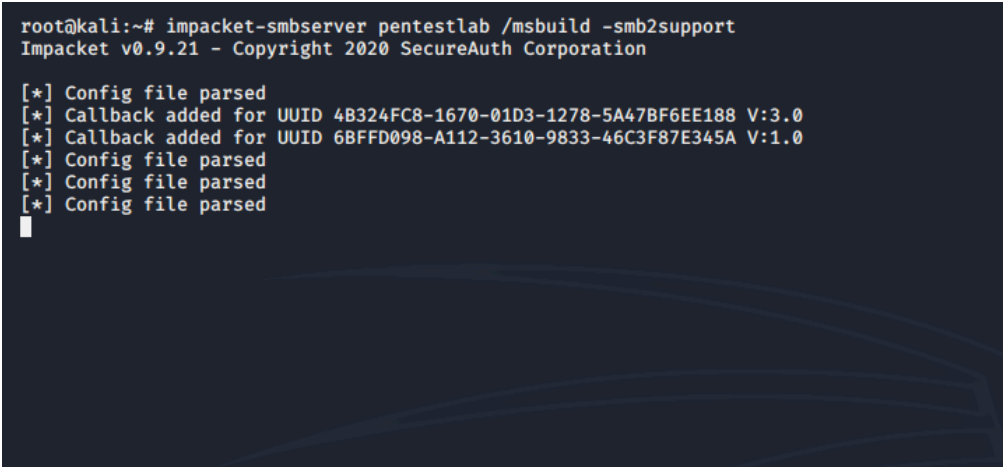 root@kali:~# impacket-smbserver pentestlab /msbuild -smb2support
Impacket v0.9.21 - Copyright 2020 SecureAuth Corporation
[*] Config file parsed
[*] Callback added for UUID 4B324FC8-1670-01D3-1278-5A47BF6EE188 V:3.0
[*] Callback added for UUID 6BFFD098-A112-3610-9833-46C3F87E345A V:1.0
[*] Config file parsed
[*] Config file parsed
[*] Config file parsed